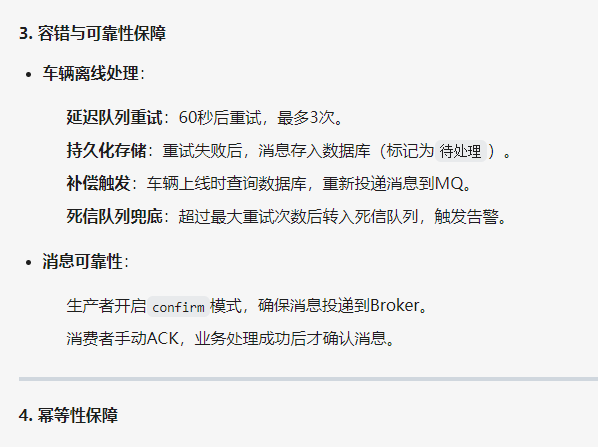 3. 容错与可靠性保障
• 车辆离线处理：
延迟队列重试：60秒后重试，最多3次。
持久化存储：重试失败后，消息存入数据库（标记为 待处理 ）。
补偿触发：车辆上线时查询数据库，重新投递消息到MQ。
死信队列兜底：超过最大重试次数后转入死信队列，触发告警。
• 消息可靠性：
生产者开启 confirm 模式，确保消息投递到Broker。
消费者手动ACK，业务处理成功后才确认消息。
4. 幂等性保障